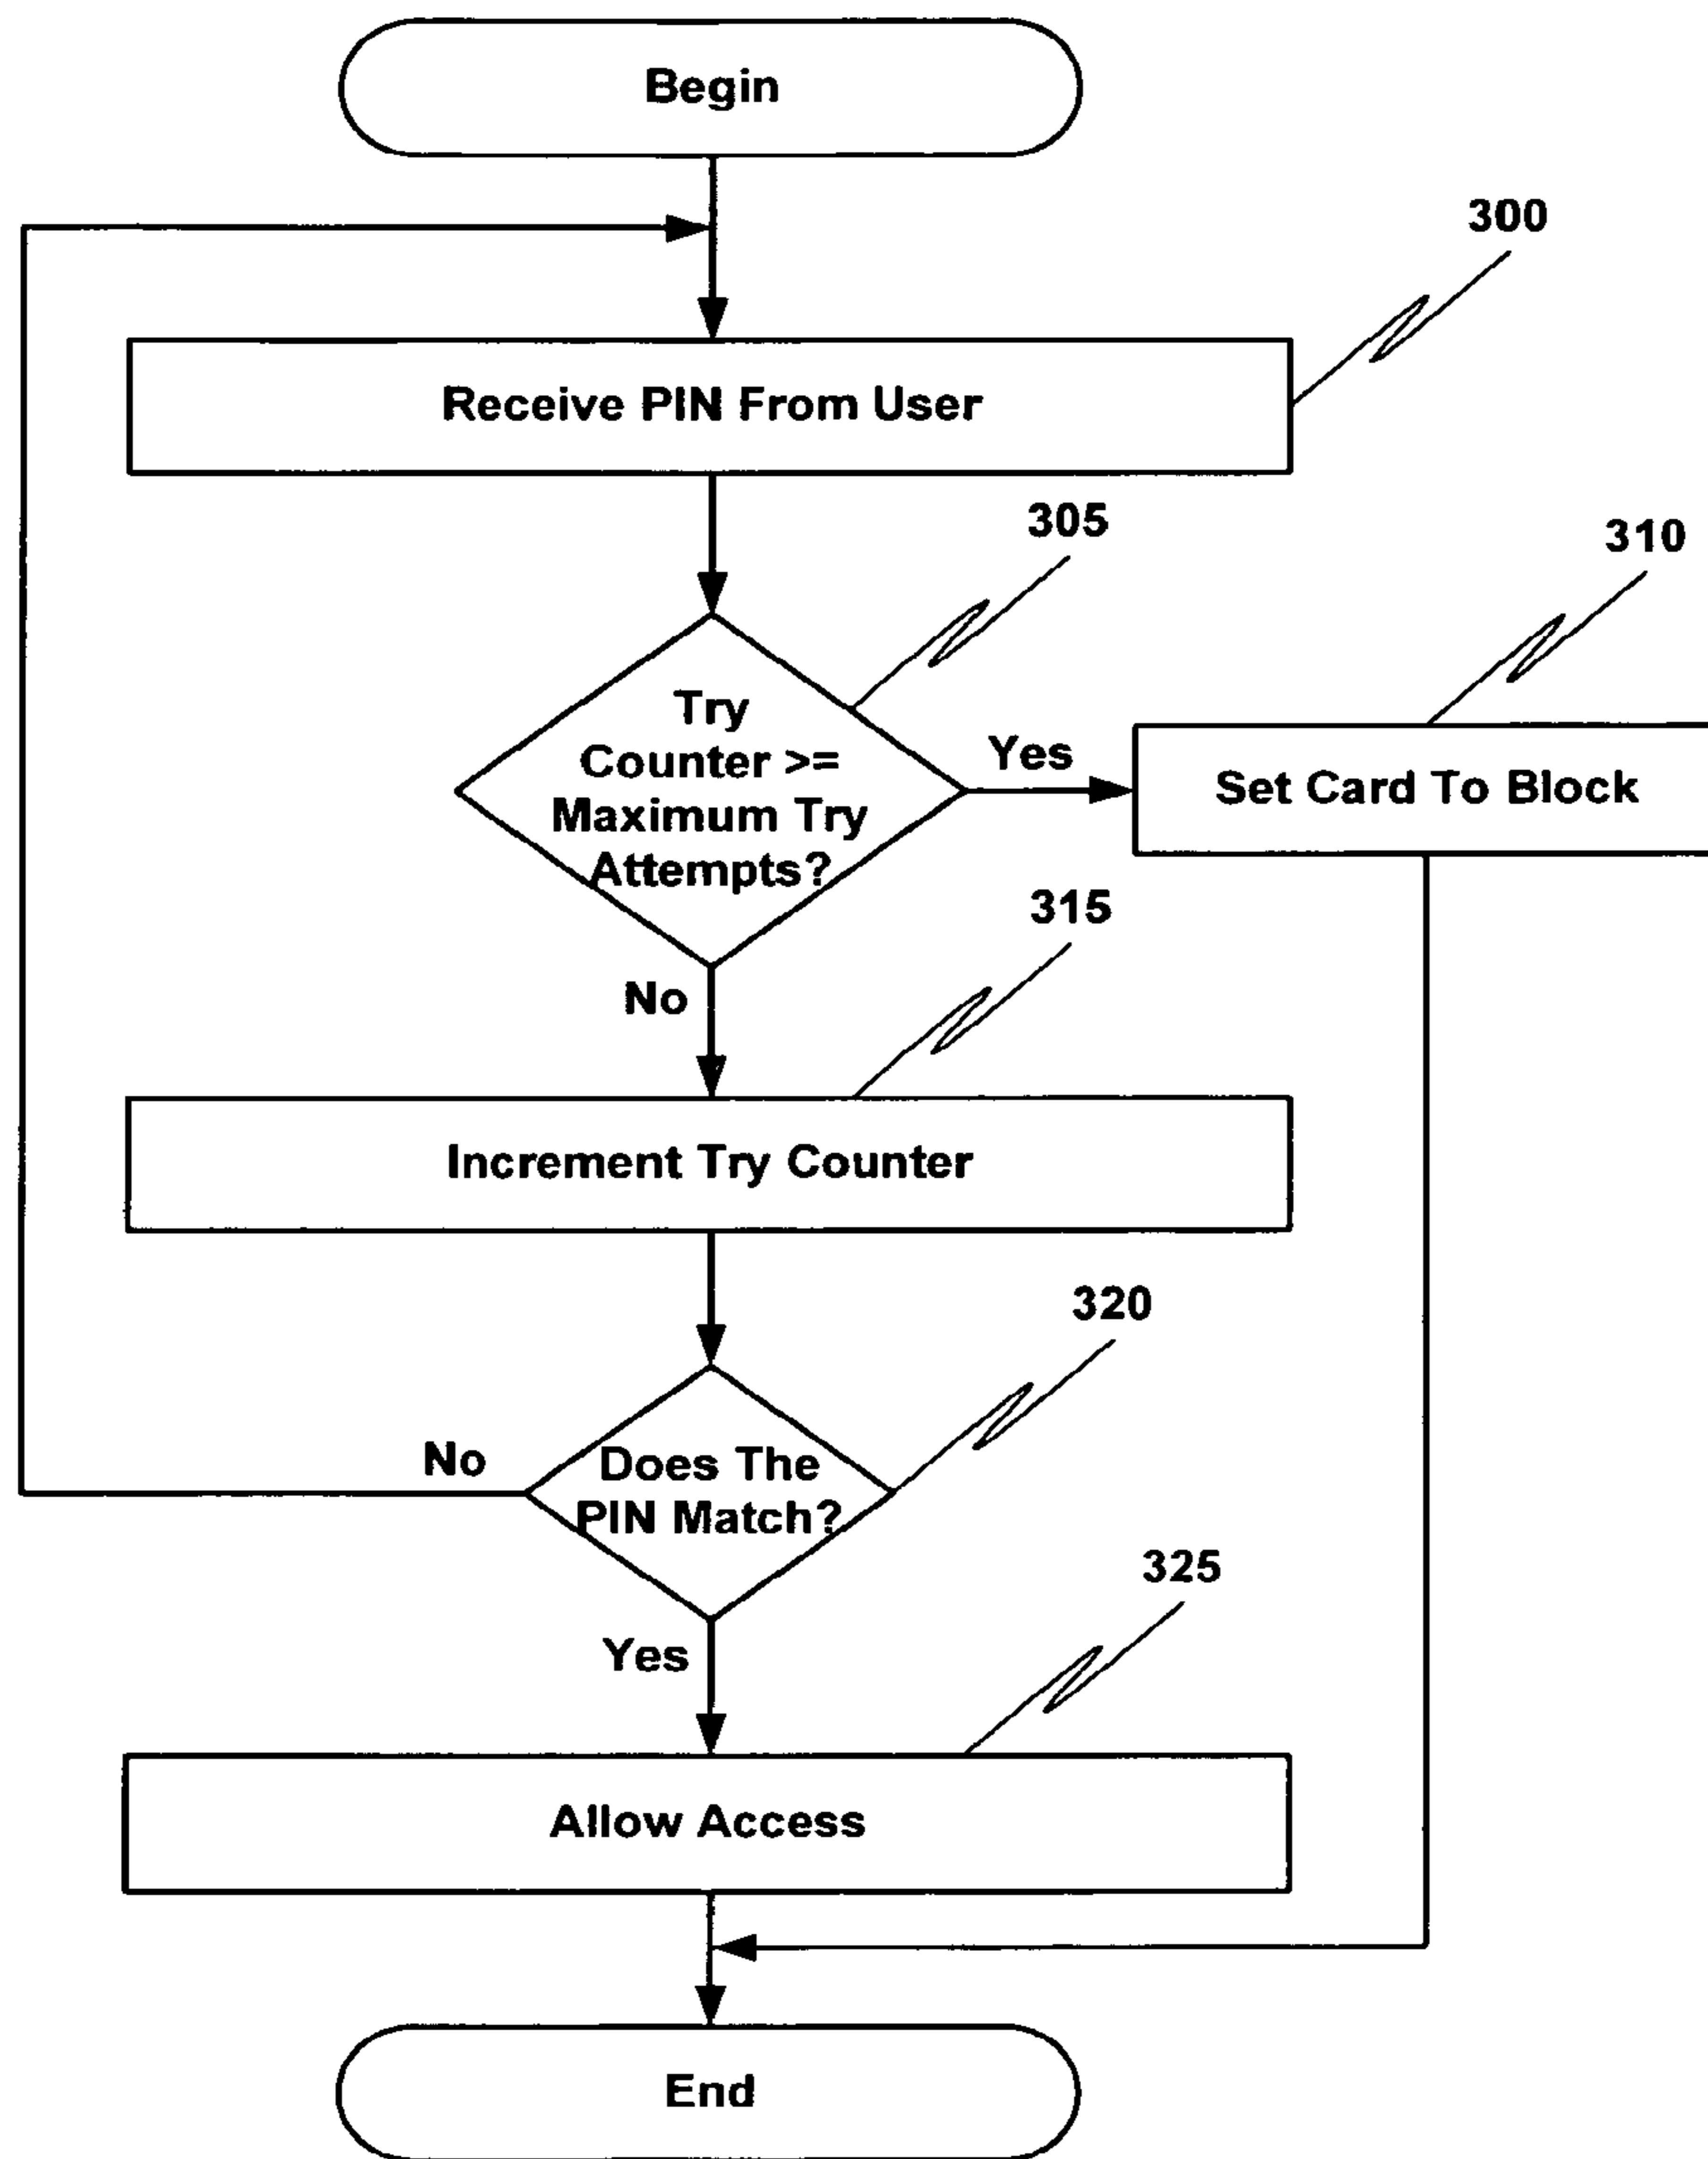 Begin
300
Receive PIN From User
305
310
Try
Counter >=
Maximum Try
Attempts?
Yes
Set Card To Block
315
No
Increment Try Counter
320
No
Does The
PIN Match?
325
Yes
Allow Access
End